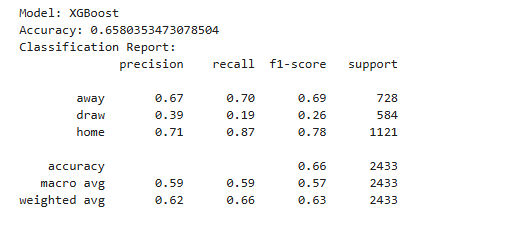 Model: XGBoost
Accuracy: 0.6580353473078504
Classification Report:
              precision    recall  f1-score   support

        away       0.67      0.70      0.69       728
        draw       0.39      0.19      0.26       584
        home       0.71      0.87      0.78      1121

    accuracy                           0.66      2433
   macro avg       0.59      0.59      0.57      2433
weighted avg       0.62      0.66      0.63      2433